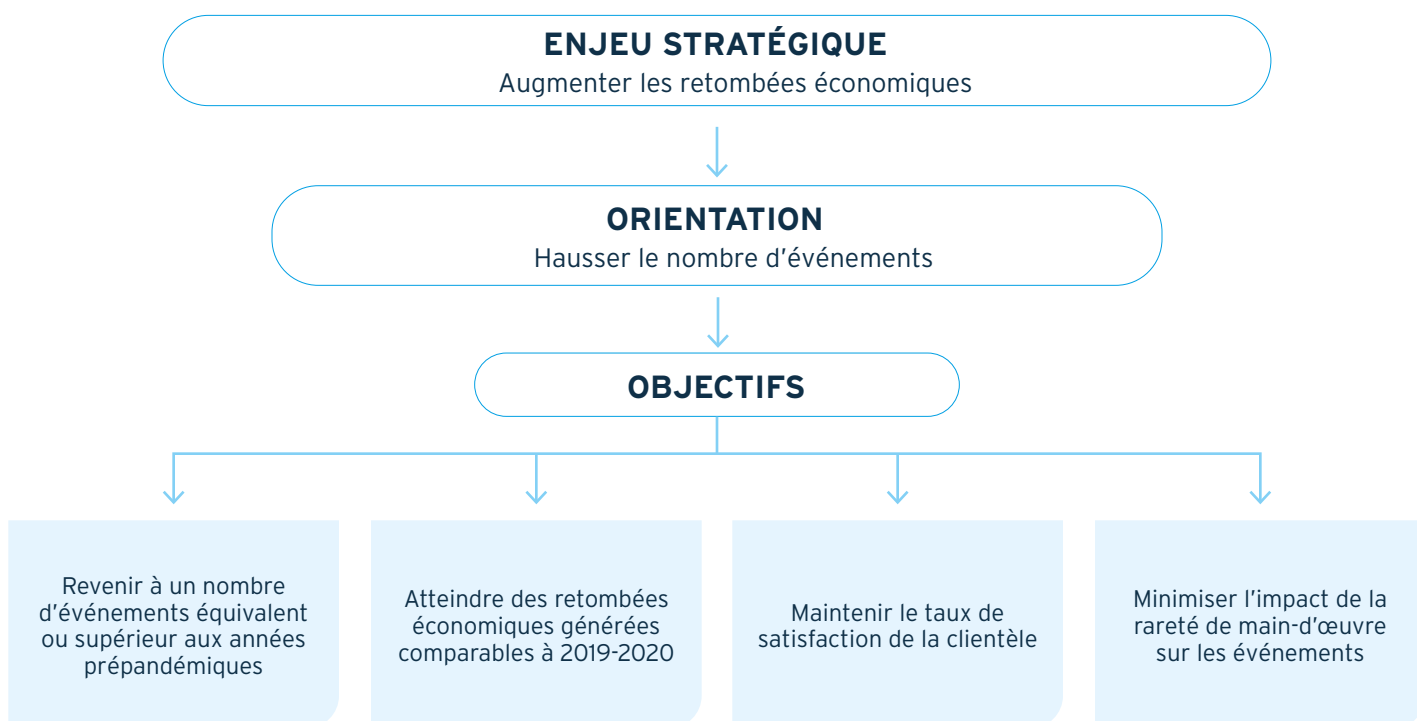 ENJEU STRATÉGIQUE
Augmenter les retombées économiques
ORIENTATION
Hausser le nombre d’événements
OBJECTIFS
Revenir à un nombre
d’événements équivalent
ou supérieur aux années
prépandémiques
Atteindre des retombées
économiques générées
comparables à 2019-2020
Maintenir le taux de
satisfaction de la clientèle
Minimiser l’impact de la
rareté de main-d’œuvre
sur les événements